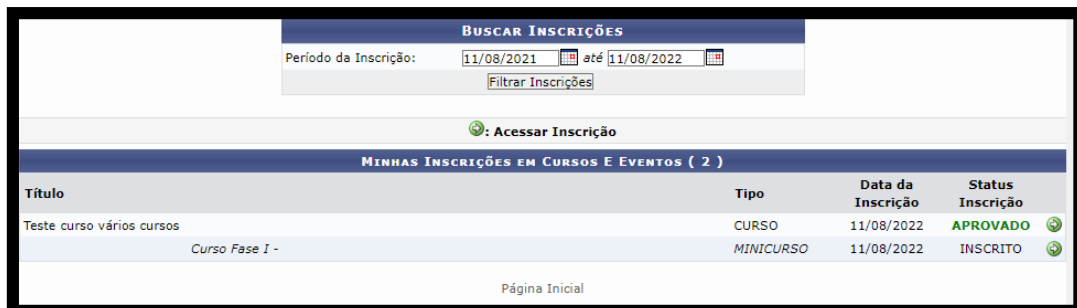 BUSCAR INSCRIÇÕES
Período da Inscrição: 11/08/2021 até 11/08/2022
Filtrar Inscrições
: Acessar Inscrição
MINHAS INSCRIÇÕES EM CURSOS E EVENTOS ( 2 )
Título Tipo Data da Inscrição Status Inscrição
Teste curso vários cursos CURSO 11/08/2022 APROVADO
Curso Fase I - MINICURSO 11/08/2022 INSCRITO
Página Inicial